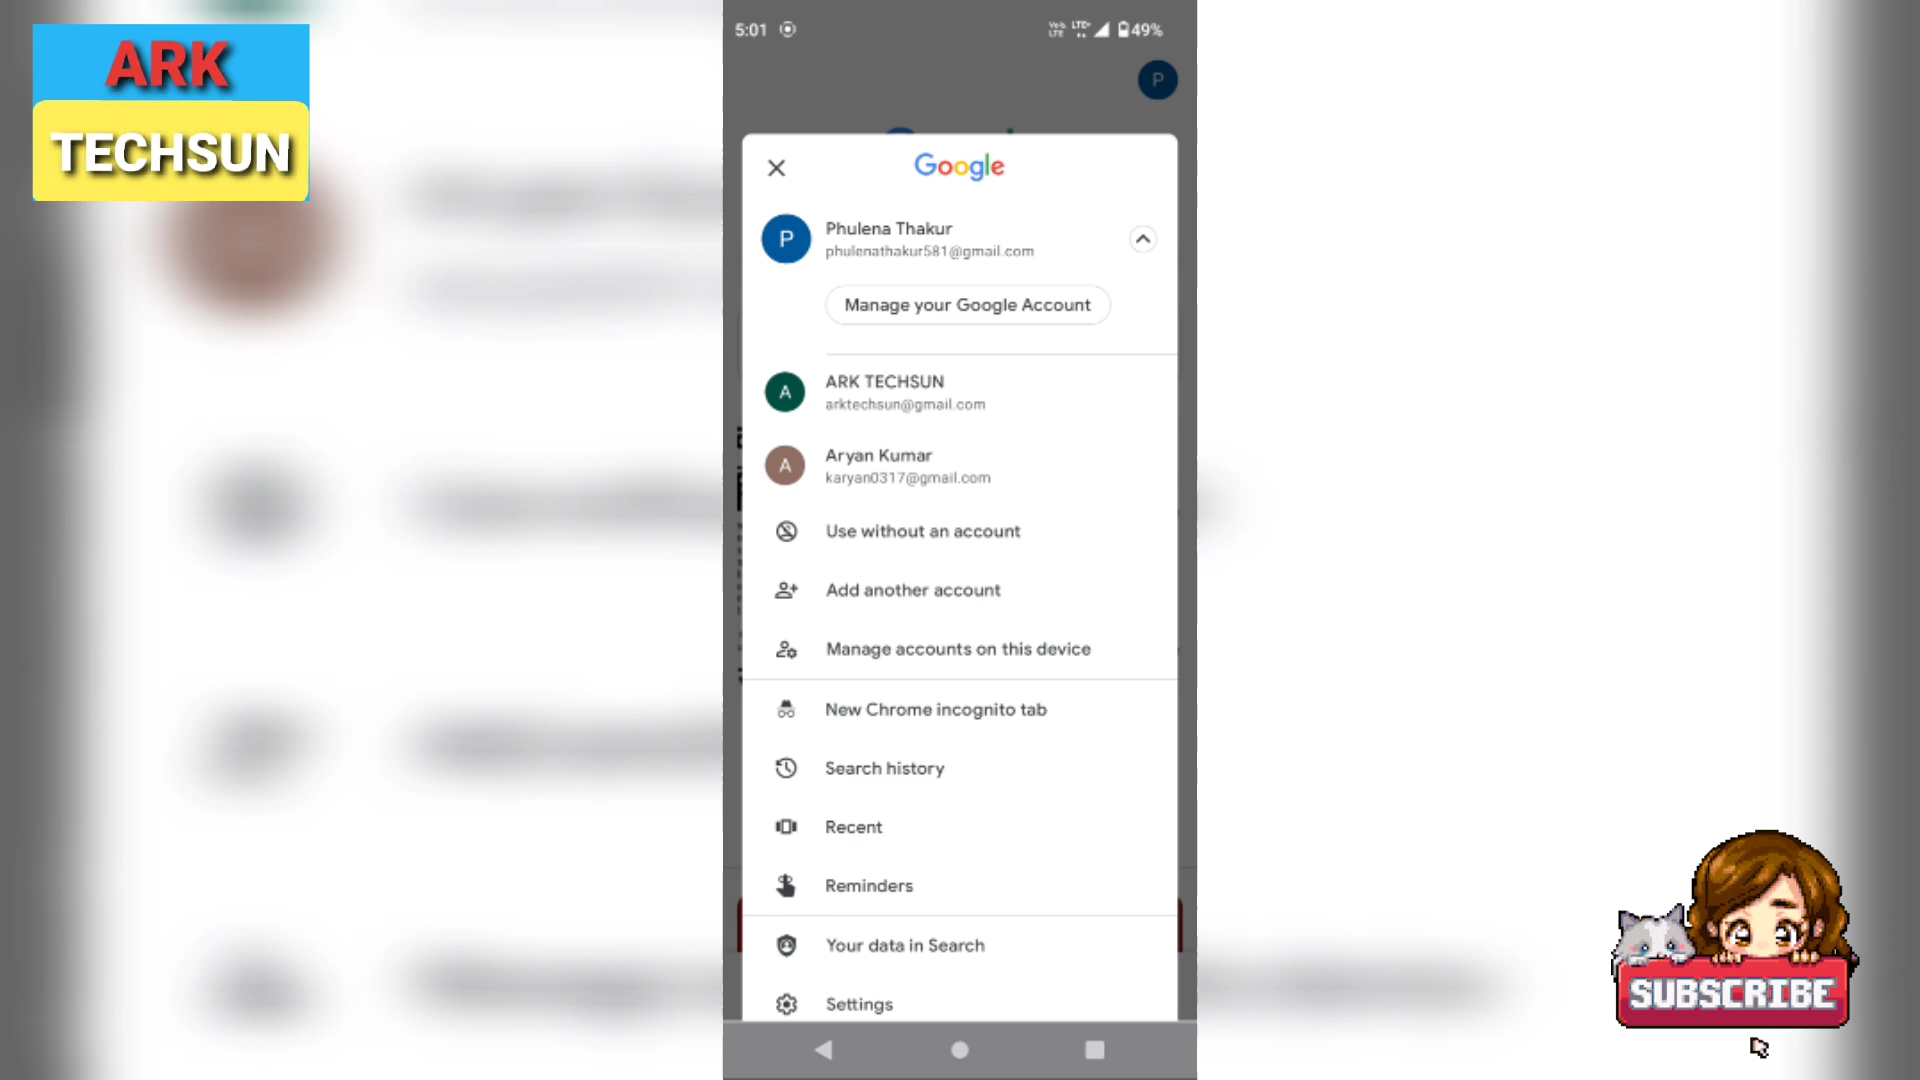 ARK
TECHSUN
5:01
49%
P
Google
P
Phulena Thakur
phulenathakur581@gmail.com
Manage your Google Account
A
ARK TECHSUN
arktechsun@gmail.com
A
Aryan Kumar
karyan0317@gmail.com
Use without an account
Add another account
Manage accounts on this device
New Chrome incognito tab
Search history
Recent
Reminders
Your data in Search
Settings
SUBSCRIBE